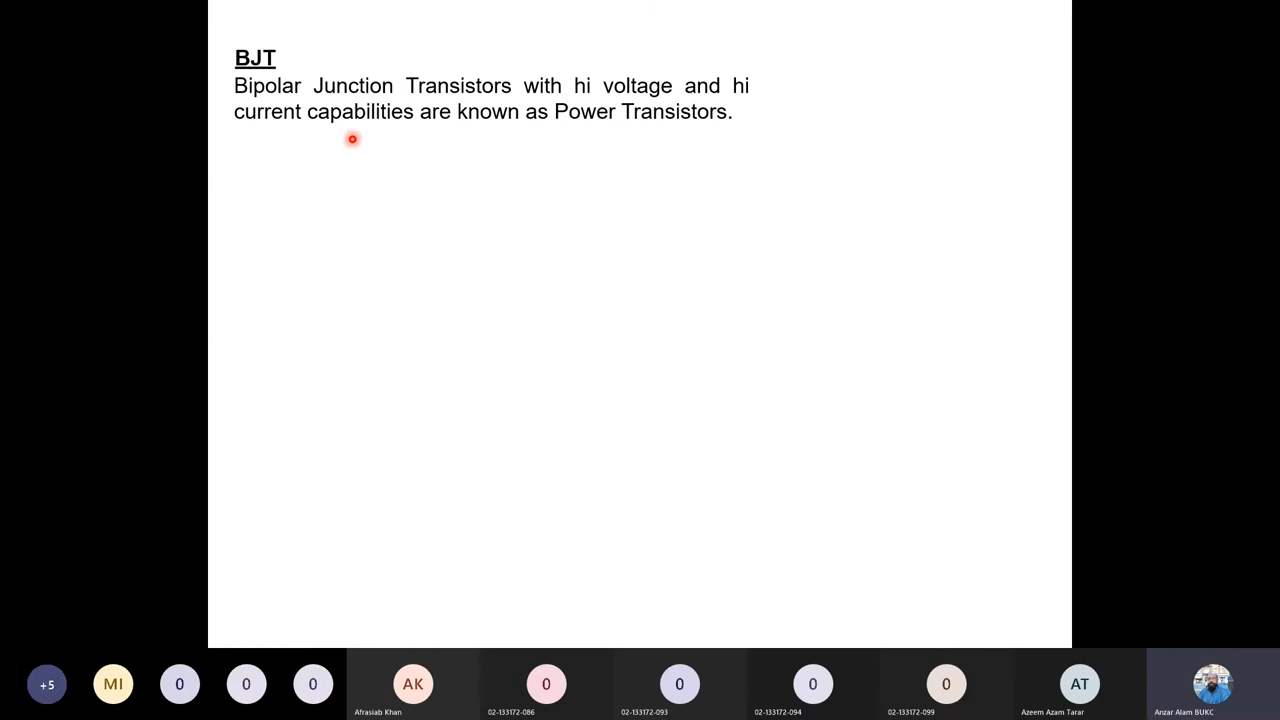 BJT
Bipolar Junction Transistors with hi voltage and hi
current capabilities are known as Power Transistors.
+5
MI
0
0
0
AK
0
0
0
0
AT
Afrasiab Khan
02-133172-086
02-133172-093
02-133172-094
02-133172-099
Azeem Azam Tarar
Anzar Alam BUKC